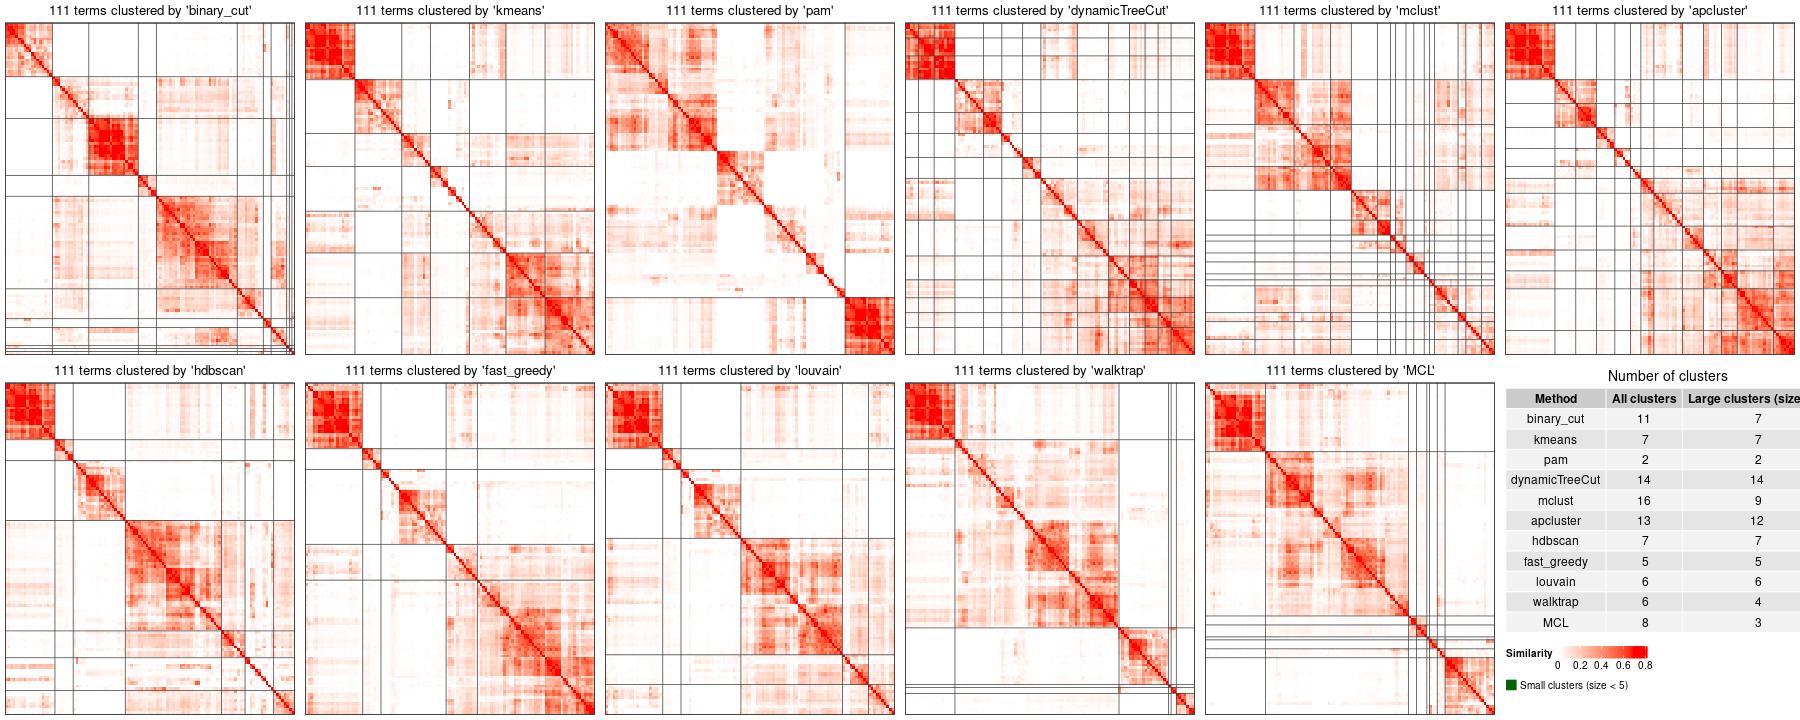 111 terms clustered by 'binary_cut'
111 terms clustered by 'kmeans'
111 terms clustered by 'pam'
111 terms clustered by 'dynamicTreeCut'
111 terms clustered by 'mclust'
111 terms clustered by 'apcluster'
111 terms clustered by 'hdbscan'
111 terms clustered by 'fast_greedy'
111 terms clustered by 'louvain'
111 terms clustered by 'walktrap'
111 terms clustered by 'MCL'
Number of clusters
Method All clusters Large clusters (size
binary_cut 11 7
kmeans 7 7
pam 2 2
dynamicTreeCut 14 14
mclust 16 9
apcluster 13 12
hdbscan 7 7
fast_greedy 5 5
louvain 6 6
walktrap 6 4
MCL 8 3
Similarity
0 0.2 0.4 0.6 0.8
Small clusters (size < 5)